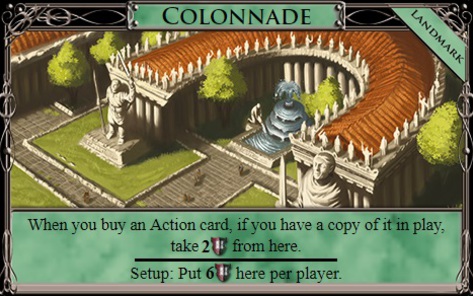 COLONNADE
LANDMARK
When you buy an Action card, if you have a copy of it in play,
take 2 from here.
Setup: Put 6 here per player.